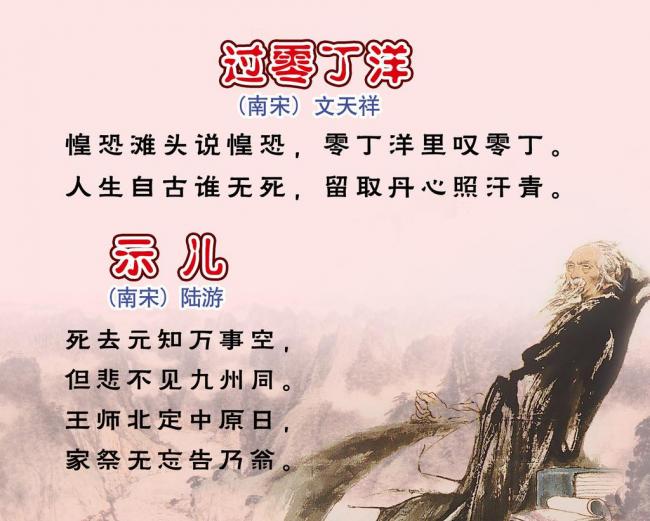 过零丁洋
（南宋）文天祥
惶恐滩头说惶恐，零丁洋里叹零丁。
人生自古谁无死，留取丹心照汗青。
示儿
（南宋）陆游
死去元知万事空，
但悲不见九州同。
王师北定中原日，
家祭无忘告乃翁。